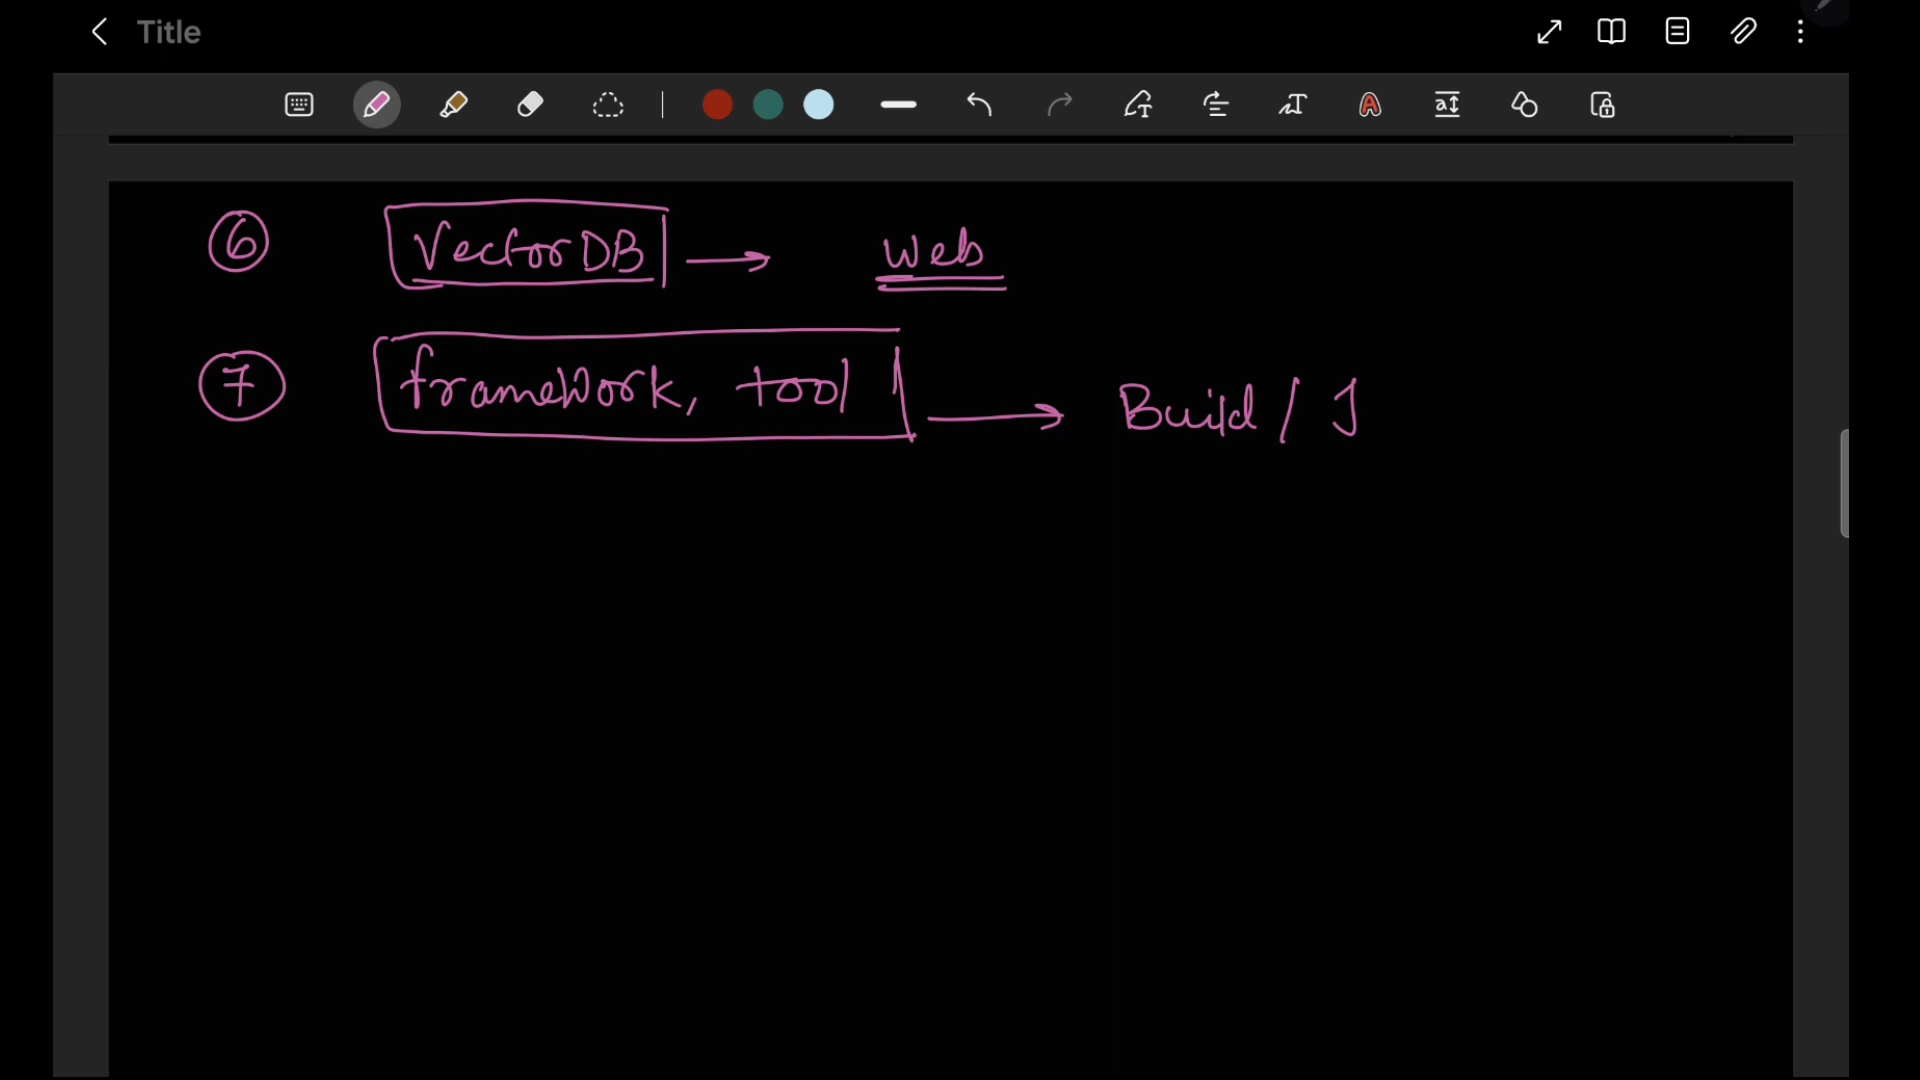 Title
6 VectorDB → Web
7 framework, tool → Build / I